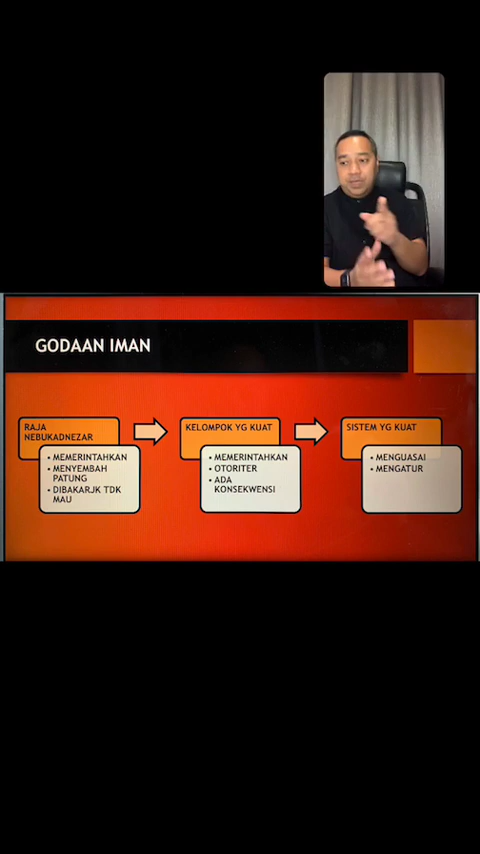 GODAAN IMAN
RAJA
NEBUKADNEZAR
• MEMERINTAHKAN
• MENYEMBAH
PATUNG
• DIBAKARJK TDK
MAU
KELOMPOK YG KUAT
• MEMERINTAHKAN
• OTORITER
• ADA
KONSEKWENSI
SISTEM YG KUAT
• MENGUASAI
• MENGATUR